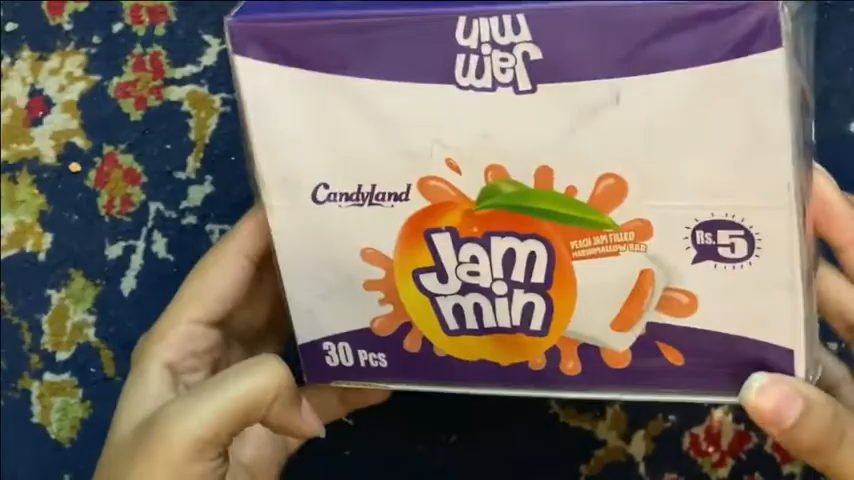 Jam
min
CandyLand
Jam
min
PEACH JAM FILLED
MARSHMALLOW BAR
Rs.5
30 Pcs